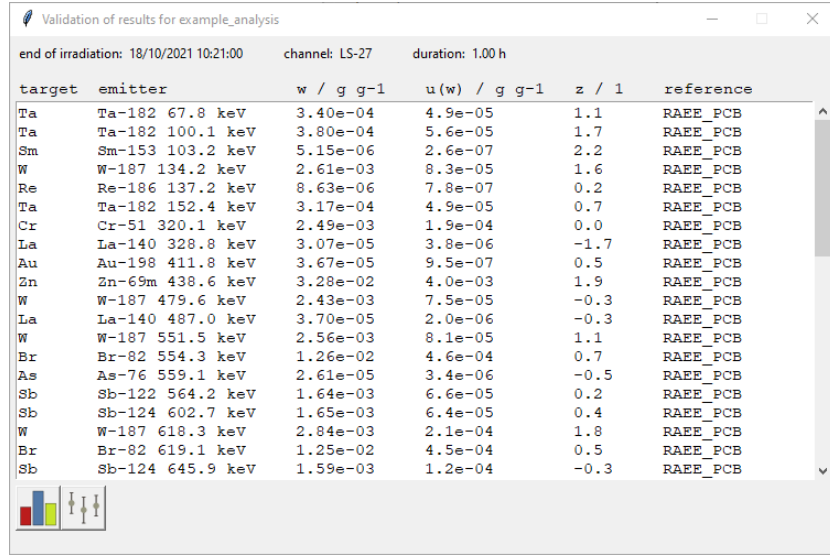 Validation of results for example_analysis
end of irradiation: 18/10/2021 10:21:00 channel: LS-27 duration: 1.00 h
target emitter w / g g-1 u(w) / g g-1 z / 1 reference
Ta Ta-182 67.8 keV 3.40e-04 4.9e-05 1.1 RAEE_PCB
Ta Ta-182 100.1 keV 3.80e-04 5.6e-05 1.7 RAEE_PCB
Sm Sm-153 103.2 keV 5.15e-06 2.6e-07 2.2 RAEE_PCB
W W-187 134.2 keV 2.61e-03 8.3e-05 1.6 RAEE_PCB
Re Re-186 137.2 keV 8.63e-06 7.8e-07 0.2 RAEE_PCB
Ta Ta-182 152.4 keV 3.17e-04 4.9e-05 0.7 RAEE_PCB
Cr Cr-51 320.1 keV 2.49e-03 1.9e-04 0.0 RAEE_PCB
La La-140 328.8 keV 3.07e-05 3.8e-06 -1.7 RAEE_PCB
Au Au-198 411.8 keV 3.67e-05 9.5e-07 0.5 RAEE_PCB
Zn Zn-69m 438.6 keV 3.28e-02 4.0e-03 1.9 RAEE_PCB
W W-187 479.6 keV 2.43e-03 7.5e-05 -0.3 RAEE_PCB
La La-140 487.0 keV 3.70e-05 2.0e-06 -0.3 RAEE_PCB
W W-187 551.5 keV 2.56e-03 8.1e-05 1.1 RAEE_PCB
Br Br-82 554.3 keV 1.26e-02 4.6e-04 0.7 RAEE_PCB
As As-76 559.1 keV 2.61e-05 3.4e-06 -0.5 RAEE_PCB
Sb Sb-122 564.2 keV 1.64e-03 6.6e-05 0.2 RAEE_PCB
Sb Sb-124 602.7 keV 1.65e-03 6.4e-05 0.4 RAEE_PCB
W W-187 618.3 keV 2.84e-03 2.1e-04 1.8 RAEE_PCB
Br Br-82 619.1 keV 1.25e-02 4.5e-04 0.5 RAEE_PCB
Sb Sb-124 645.9 keV 1.59e-03 1.2e-04 -0.3 RAEE_PCB